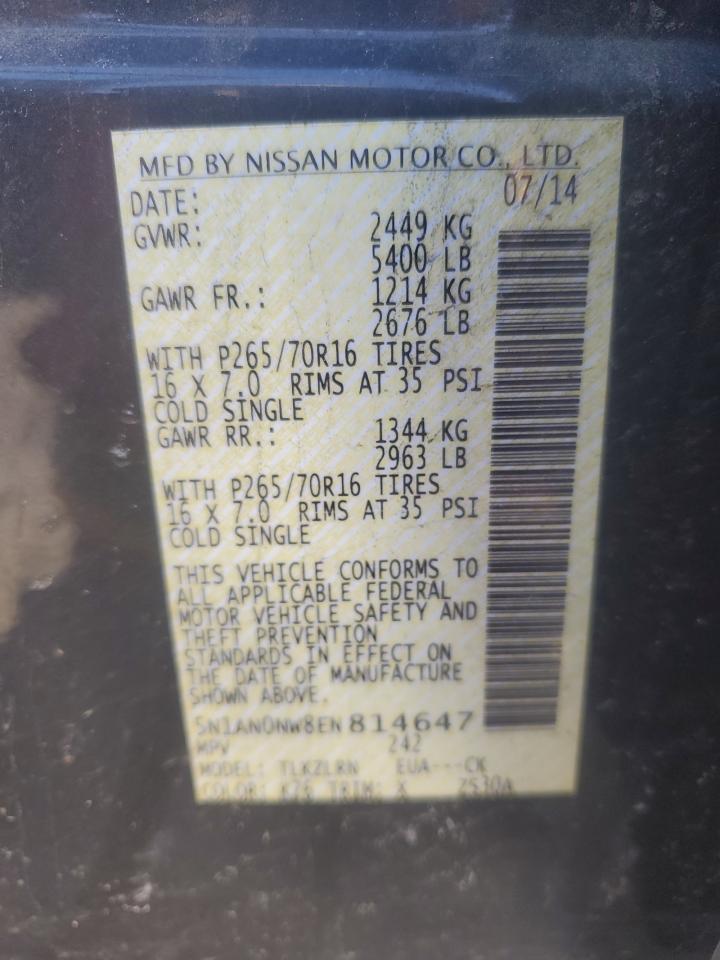 MFD BY NISSAN MOTOR CO., LTD.
DATE: 07/14
GVWR: 2449 KG
5400 LB
GAWR FR.: 1214 KG
2676 LB
WITH P265/70R16 TIRES
16 X 7.0 RIMS AT 35 PSI
COLD SINGLE
GAWR RR.: 1344 KG
2963 LB
WITH P265/70R16 TIRES
16 X 7.0 RIMS AT 35 PSI
COLD SINGLE
THIS VEHICLE CONFORMS TO
ALL APPLICABLE FEDERAL
MOTOR VEHICLE SAFETY AND
THEFT PREVENTION
STANDARDS IN EFFECT ON
THE DATE OF MANUFACTURE
SHOWN ABOVE.
5N1AN0NW8EN 814647
MPV 242
MODEL: TLKZLRN EUA---CK
COLOR: TRIM: X